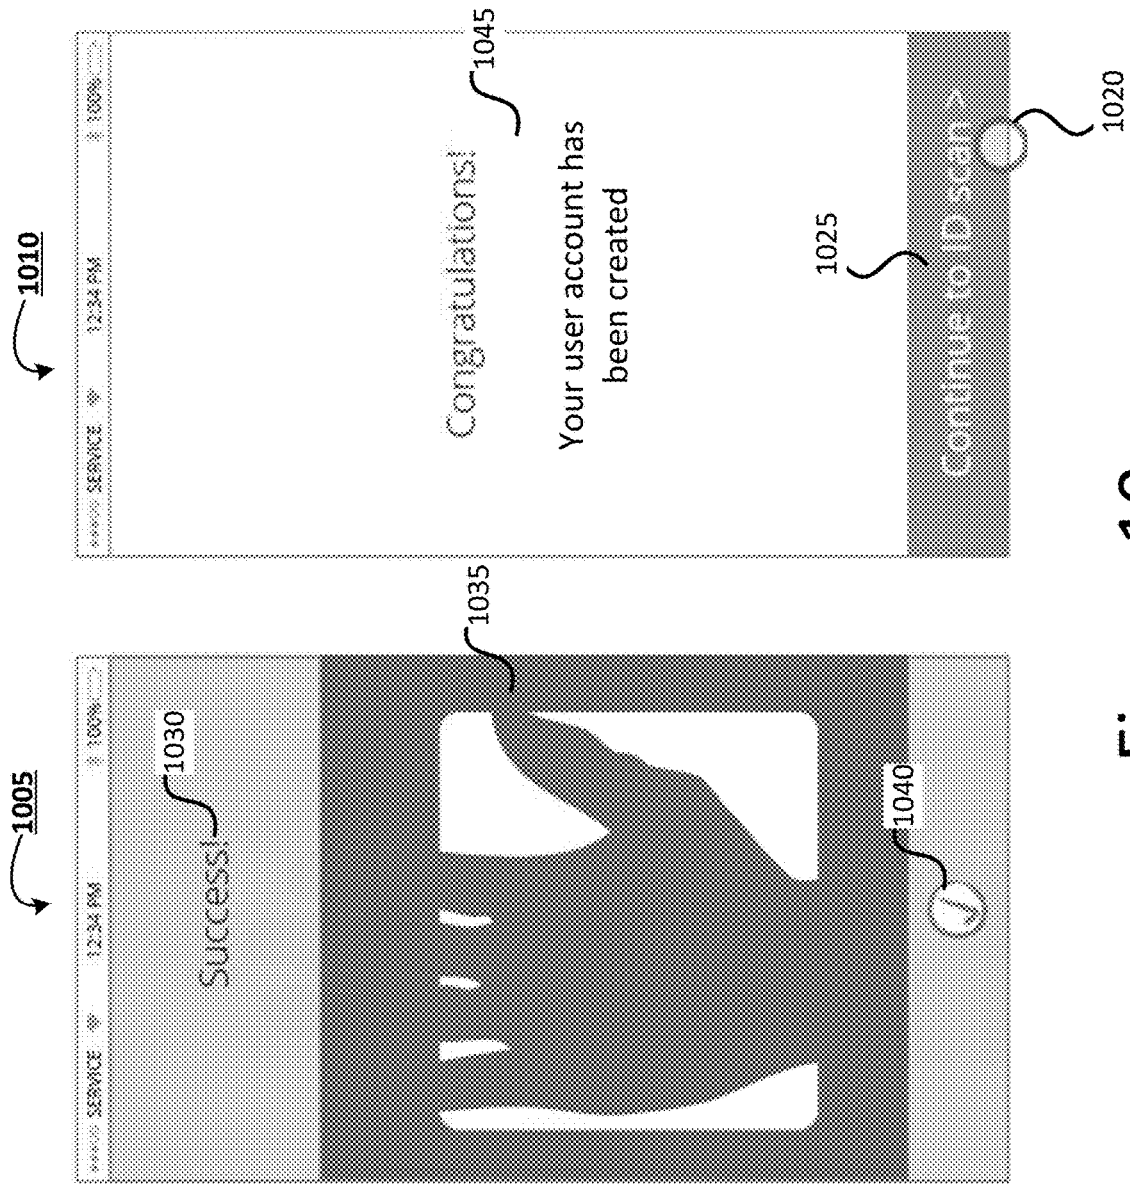 1005
SERVICE 12:34 PM 100%
Success!
1030
1035
1040
1010
SERVICE 12:34 PM 100%
Congratulations!
1045
Your user account has
been created
1025
Continue to ID scan >
1020